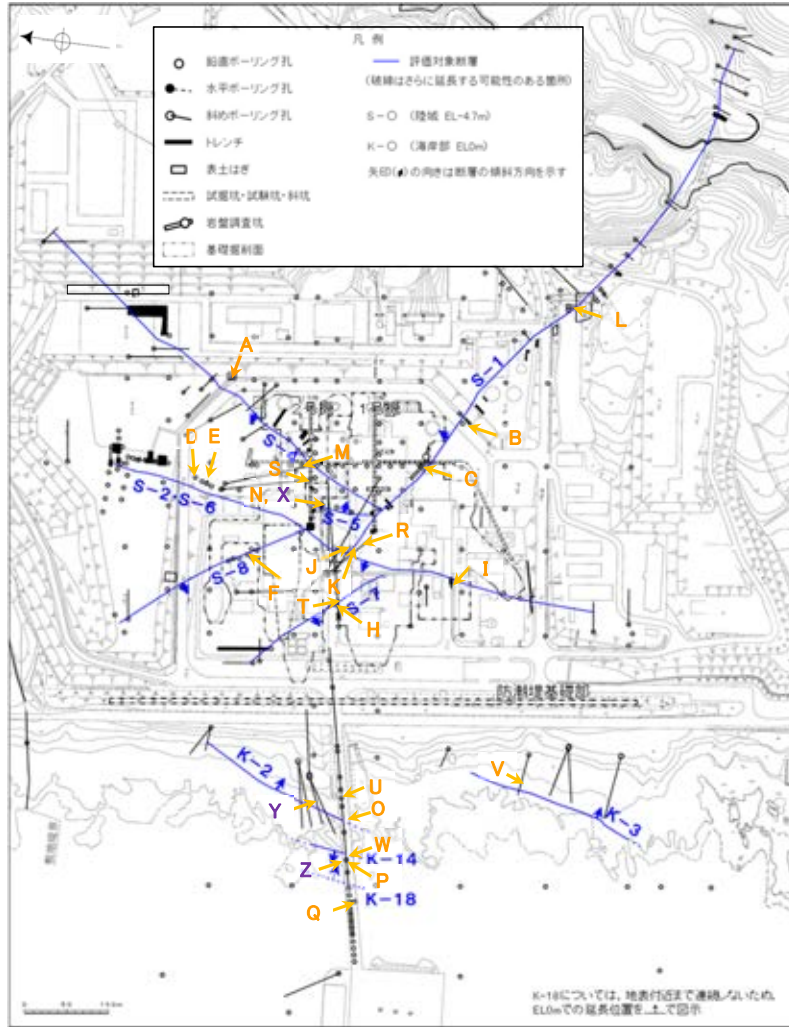 凡 例
鉛直ボーリング孔
水平ボーリング孔
斜めボーリング孔
トレンチ
表土はぎ
試掘坑・試験坑・斜坑
岩盤調査坑
基礎掘削面
評価対象断層
(破線はさらに延長する可能性のある箇所)
S-○ (陸域 EL-4.7m)
K-○ (海岸部 EL0m)
矢印( )の向きは断層の傾斜方向を示す
L
A
S-1
2号機 1号機
B
S-4
D E
M
S
O
N, X
S-2・S-6
S-5
R
J
K
I
S-8
F
T
S-7
H
防潮堤基礎部
K-2
V
U
Y
O
K-3
W
K-14
Z
P
K-18
Q
K-18については、地表付近まで連続しないため、
EL0mでの延長位置を...で図示